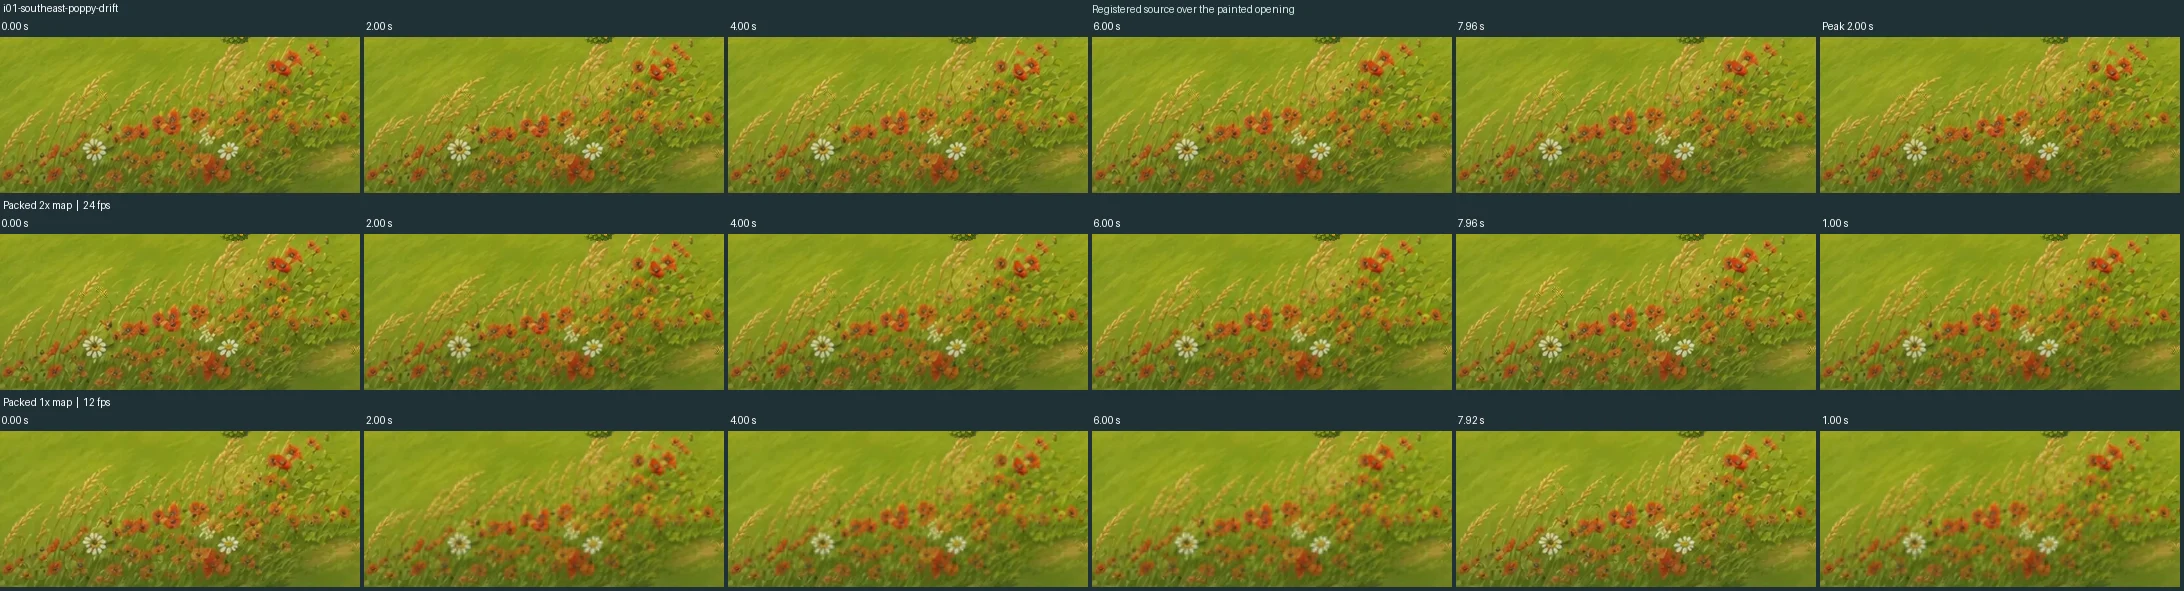 i01-southeast-poppy-drift
Registered source over the painted opening
0.00 s
2.00 s
4.00 s
6.00 s
7.96 s
Peak 2.00 s
Packed 2x map | 24 fps
0.00 s
2.00 s
4.00 s
6.00 s
7.96 s
1.00 s
Packed 1x map | 12 fps
0.00 s
2.00 s
4.00 s
6.00 s
7.92 s
1.00 s